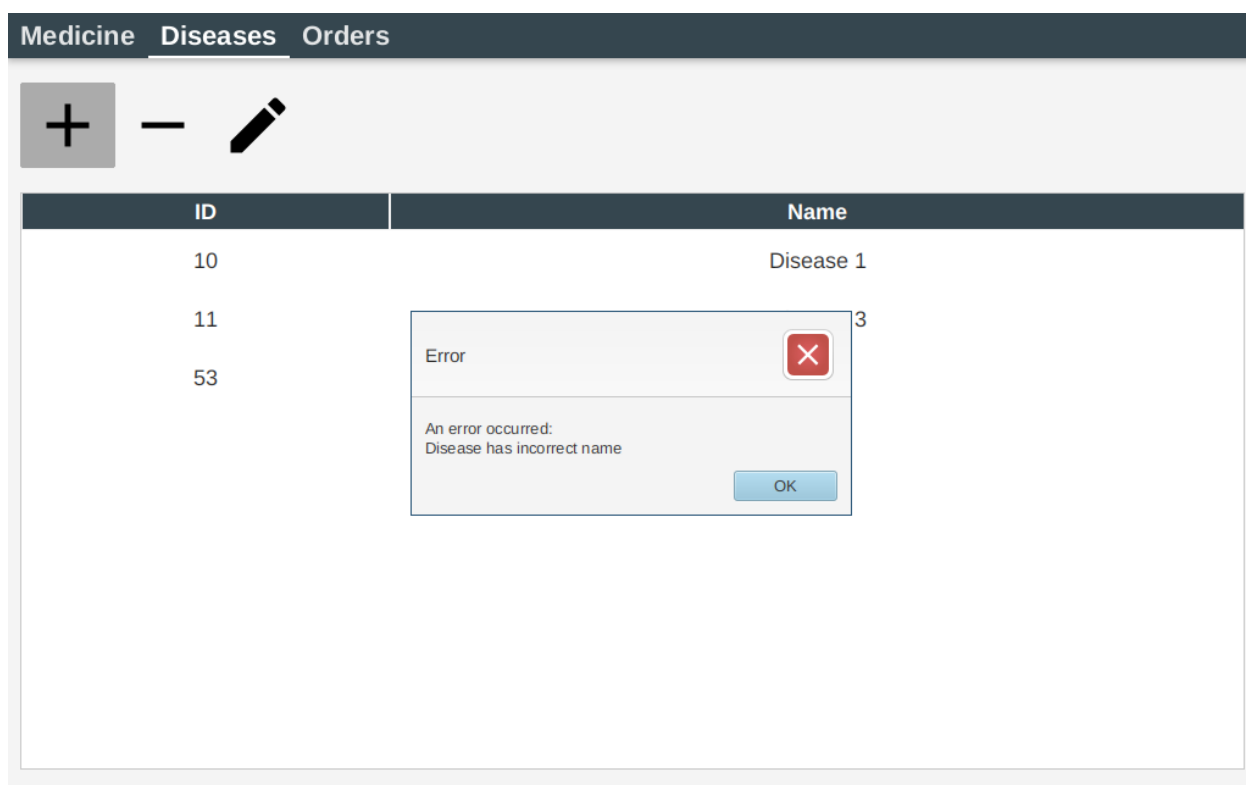 Medicine Diseases Orders
ID Name
10 Disease 1
11 3
53
Error
An error occurred:
Disease has incorrect name
OK